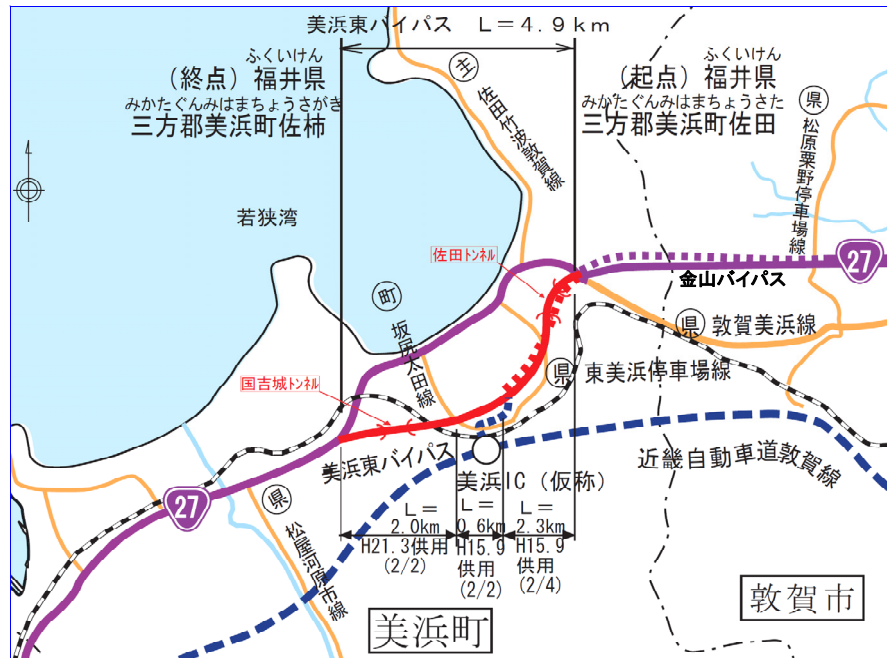 美浜東バイパス L=4.9km
ふくいけん
(終点)福井県
みかたぐんみはまちょうさがき
三方郡美浜町佐柿
ふくいけん
(起点)福井県
みかたぐんみはまちょうさた
三方郡美浜町佐田
主
佐田竹波敦賀線
県
松原粟野停車場線
若狭湾
佐田トンネル
27
金山バイパス
町
坂尻太田線
県
敦賀美浜線
県
東美浜停車場線
国吉城トンネル
美浜東バイパス
美浜IC(仮称)
近畿自動車道敦賀線
27
県
松屋河原市線
L=
2.0km
H21.3供用
(2/2)
L=
0.6km
H15.9
供用
(2/2)
L=
2.3km
H15.9
供用
(2/4)
美浜町
敦賀市